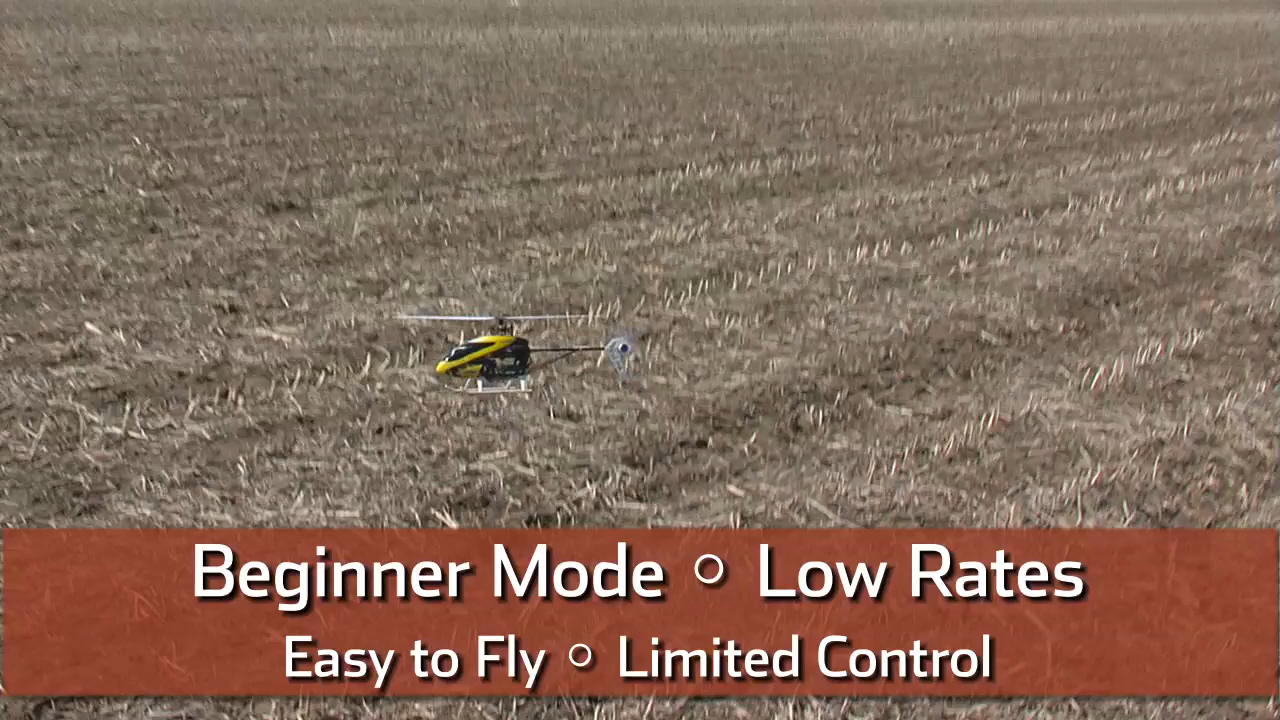 Beginner Mode ○ Low Rates
Easy to Fly ○ Limited Control